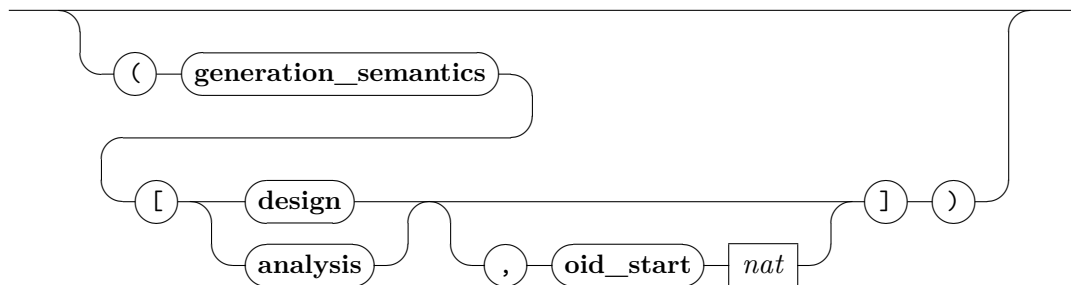 ( generation_semantics
[ design ] )
analysis , oid_start nat